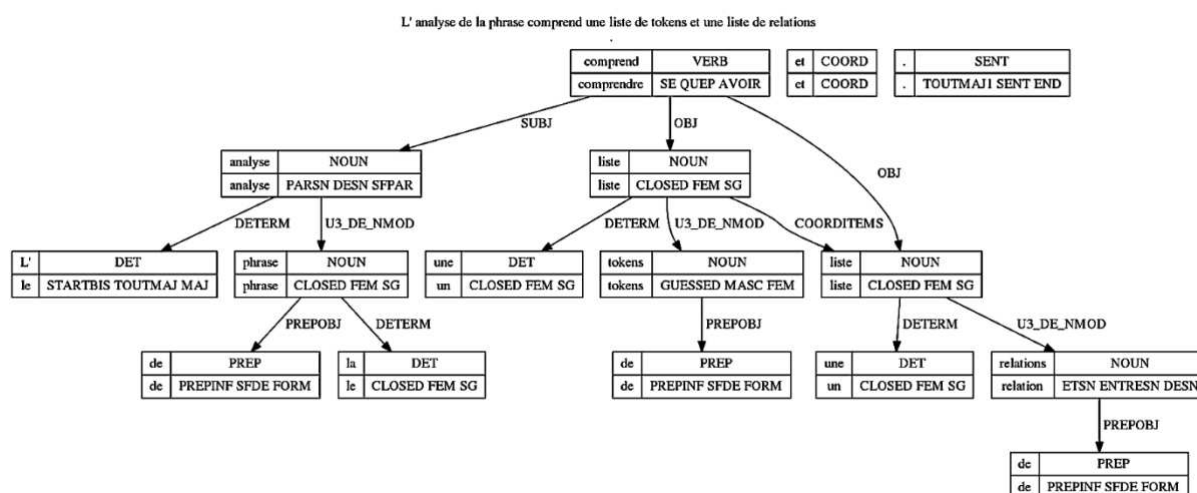 L' analyse de la phrase comprend une liste de tokens et une liste de relations
.
comprend VERB et COORD . SENT
comprendre SE QUEP AVOIR et COORD . TOUTMAJ1 SENT END
SUBJ OBJ
OBJ
analyse NOUN liste NOUN
analyse PARSN DESN SFPAR liste CLOSED FEM SG
DETERM U3_DE_NMOD DETERM U3_DE_NMOD COORDITEMS
L' DET phrase NOUN une DET tokens NOUN liste NOUN
le STARTBIS TOUTMAJ MAJ phrase CLOSED FEM SG un CLOSED FEM SG tokens GUESSED MASC FEM liste CLOSED FEM SG
PREPOBJ DETERM PREPOBJ DETERM U3_DE_NMOD
de PREP la DET de PREP une DET relations NOUN
de PREPINF SFDE FORM le CLOSED FEM SG de PREPINF SFDE FORM un CLOSED FEM SG relation ETSN ENTRESN DESN
PREPOBJ
de PREP
de PREPINF SFDE FORM